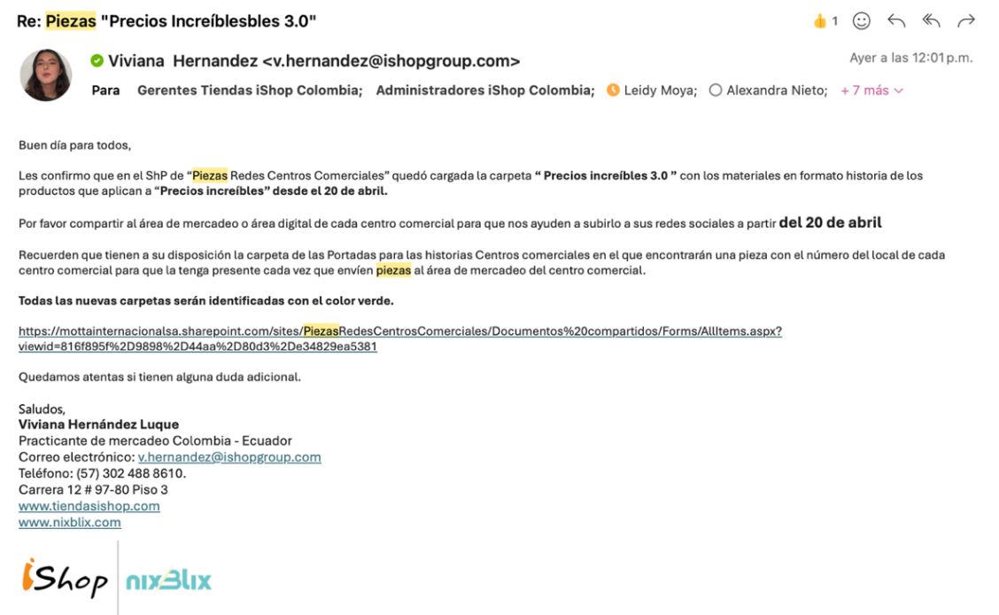 Re: Piezas "Precios Increíblesbles 3.0"
👍 1
Viviana Hernandez <v.hernandez@ishopgroup.com>
Ayer a las 12:01 p.m.
Para Gerentes Tiendas iShop Colombia; Administradores iShop Colombia; Leidy Moya; Alexandra Nieto; + 7 más
Buen día para todos,
Les confirmo que en el ShP de “Piezas Redes Centros Comerciales” quedó cargada la carpeta “ Precios increíbles 3.0 ” con los materiales en formato historia de los
productos que aplican a “Precios increíbles” desde el 20 de abril.
Por favor compartir al área de mercadeo o área digital de cada centro comercial para que nos ayuden a subirlo a sus redes sociales a partir del 20 de abril
Recuerden que tienen a su disposición la carpeta de las Portadas para las historias Centros comerciales en el que encontrarán una pieza con el número del local de cada
centro comercial para que la tenga presente cada vez que envíen piezas al área de mercadeo del centro comercial.
Todas las nuevas carpetas serán identificadas con el color verde.
https://mottainternacionalsa.sharepoint.com/sites/PiezasRedesCentrosComerciales/Documentos%20compartidos/Forms/AllItems.aspx?
viewid=816f895f%2D9898%2D44aa%2D80d3%2De34829ea5381
Quedamos atentas si tienen alguna duda adicional.
Saludos,
Viviana Hernández Luque
Practicante de mercadeo Colombia - Ecuador
Correo electrónico: v.hernandez@ishopgroup.com
Teléfono: (57) 302 488 8610.
Carrera 12 # 97-80 Piso 3
www.tiendasishop.com
www.nixblix.com
iShop nixBlix